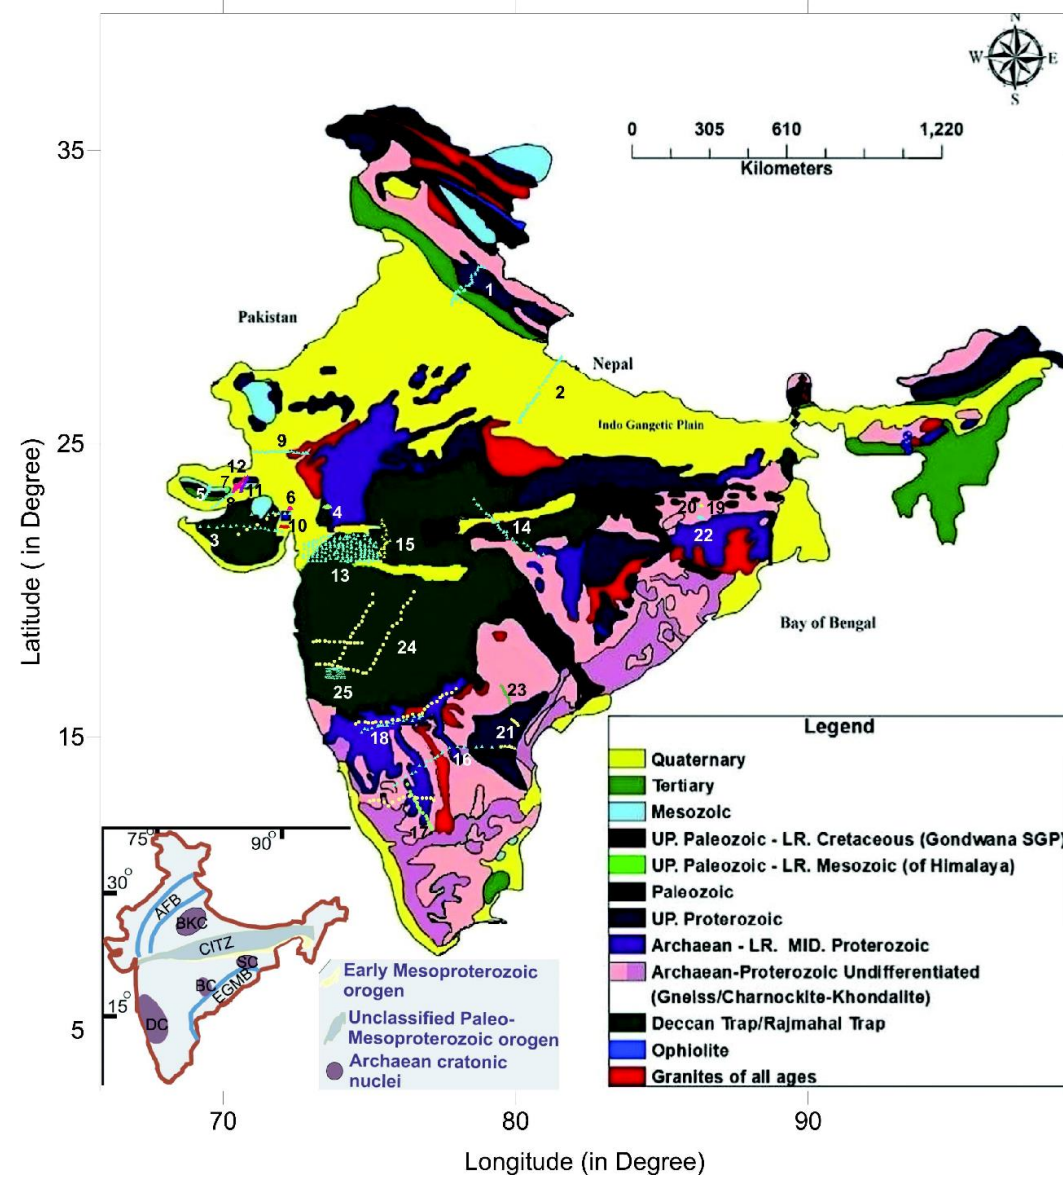 N
W E
S
0 305 610 1,220
Kilometers
35
25
15
5
70 80 90
Latitude ( in Degree)
Longitude (in Degree)
Pakistan
Nepal
Indo Gangetic Plain
Bay of Bengal
1
2
9
12
7
5
11
8
6
10
3
4
14
15
13
20 19
22
24
25
23
21
18
16
17
Legend
Quaternary
Tertiary
Mesozoic
UP. Paleozoic - LR. Cretaceous (Gondwana SGP)
UP. Paleozoic - LR. Mesozoic (of Himalaya)
Paleozoic
UP. Proterozoic
Archaean - LR. MID. Proterozoic
Archaean-Proterozoic Undifferentiated
(Gneiss/Charnockite-Khondalite)
Deccan Trap/Rajmahal Trap
Ophiolite
Granites of all ages
75° 90°
30°
15°
AFB
BKC
CITZ
SC
BC
EGMB
DC
Early Mesoproterozoic
orogen
Unclassified Paleo-
Mesoproterozoic orogen
Archaean cratonic
nuclei